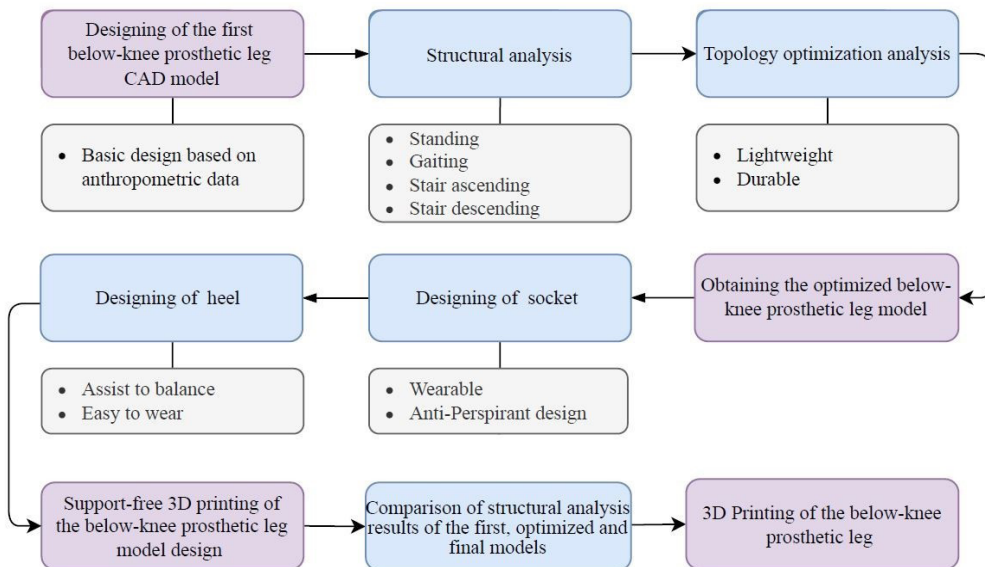 Designing of the first
below-knee prosthetic leg
CAD model
Structural analysis
Topology optimization analysis
• Basic design based on
anthropometric data
• Standing
• Gaiting
• Stair ascending
• Stair descending
• Lightweight
• Durable
Designing of heel
Designing of socket
Obtaining the optimized below-
knee prosthetic leg model
• Assist to balance
• Easy to wear
• Wearable
• Anti-Perspirant design
Support-free 3D printing of
the below-knee prosthetic leg
model design
Comparison of structural analysis
results of the first, optimized and
final models
3D Printing of the below-knee
prosthetic leg